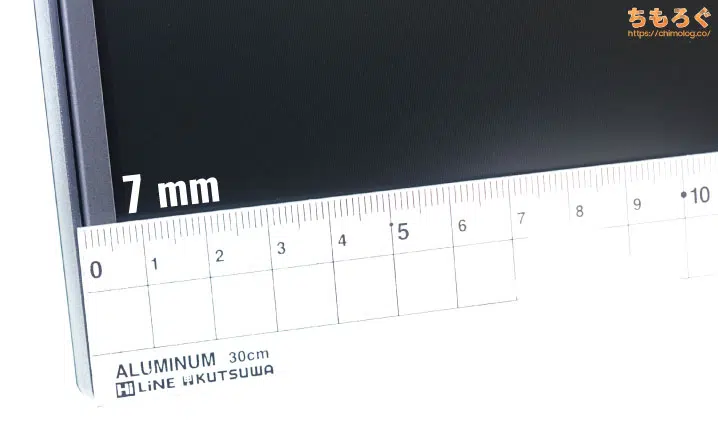 ちもろぐ
https://chimolog.co/
7 mm
0 1 2 3 4 5 6 7 8 9 10
ALUMINUM 30cm
Hi LiNE KUTSUWA